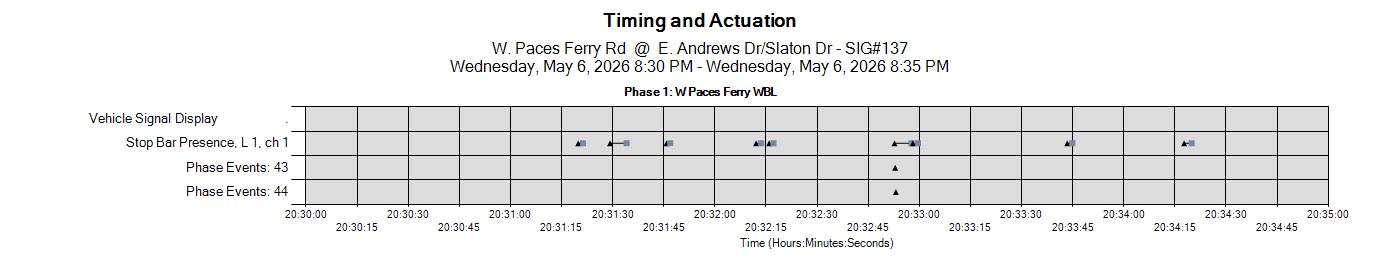 Timing and Actuation
W. Paces Ferry Rd @ E. Andrews Dr/Slaton Dr - SIG#137
Wednesday, May 6, 2026 8:30 PM - Wednesday, May 6, 2026 8:35 PM
Phase 1: W Paces Ferry WBL
Vehicle Signal Display .
Stop Bar Presence, L 1, ch 1
Phase Events: 43
Phase Events: 44
20:30:00 20:30:30 20:31:00 20:31:30 20:32:00 20:32:30 20:33:00 20:33:30 20:34:00 20:34:30 20:35:00
20:30:15 20:30:45 20:31:15 20:31:45 20:32:15 20:32:45 20:33:15 20:33:45 20:34:15 20:34:45
Time (Hours:Minutes:Seconds)